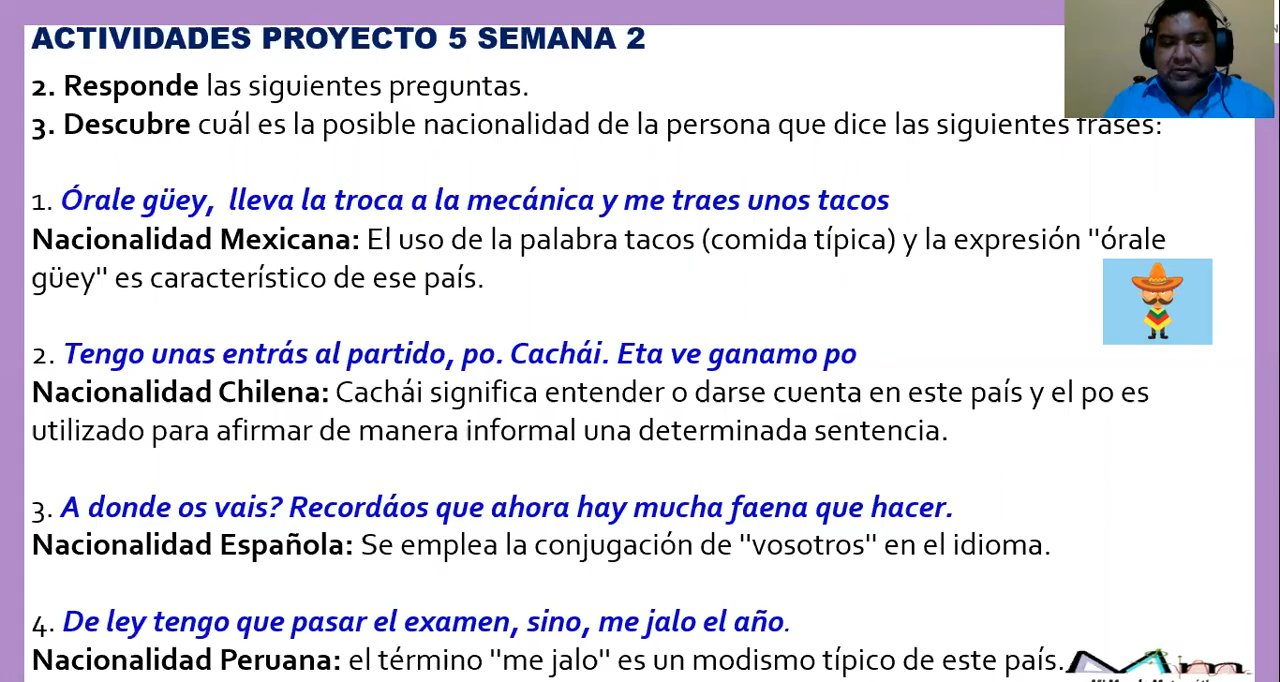 ACTIVIDADES PROYECTO 5 SEMANA 2
2. Responde las siguientes preguntas.
3. Descubre cuál es la posible nacionalidad de la persona que dice las siguientes frases:
1. Órale güey, lleva la troca a la mecánica y me traes unos tacos
Nacionalidad Mexicana: El uso de la palabra tacos (comida típica) y la expresión "órale
güey" es característico de ese país.
2. Tengo unas entrás al partido, po. Cachái. Eta ve ganamo po
Nacionalidad Chilena: Cachái significa entender o darse cuenta en este país y el po es
utilizado para afirmar de manera informal una determinada sentencia.
3. A donde os vais? Recordáos que ahora hay mucha faena que hacer.
Nacionalidad Española: Se emplea la conjugación de "vosotros" en el idioma.
4. De ley tengo que pasar el examen, sino, me jalo el año.
Nacionalidad Peruana: el término "me jalo" es un modismo típico de este país.